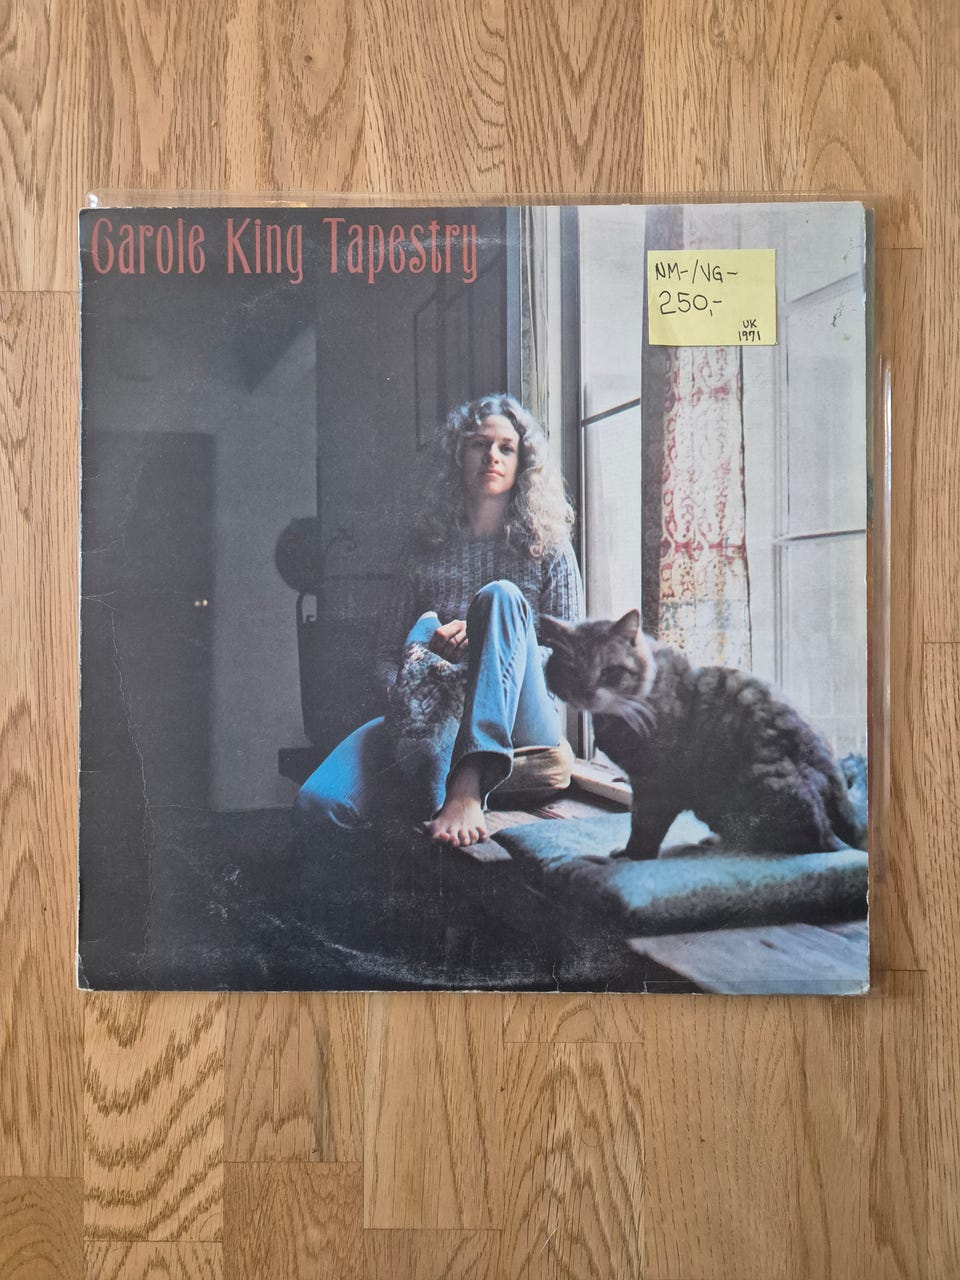 Carole King Tapestry
NM-/VG-
250,-
UK
1971